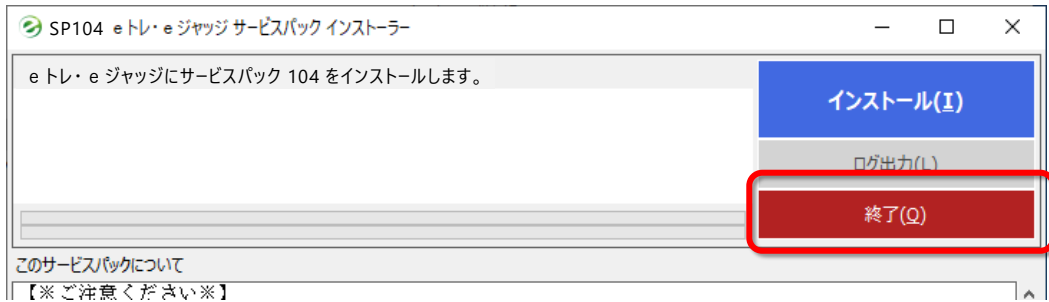 SP104 eトレ・eジャッジ サービスパック インストーラー
eトレ・eジャッジにサービスパック 104 をインストールします。
インストール(I)
ログ出力(L)
終了(Q)
このサービスパックについて
【※ご注意ください※】